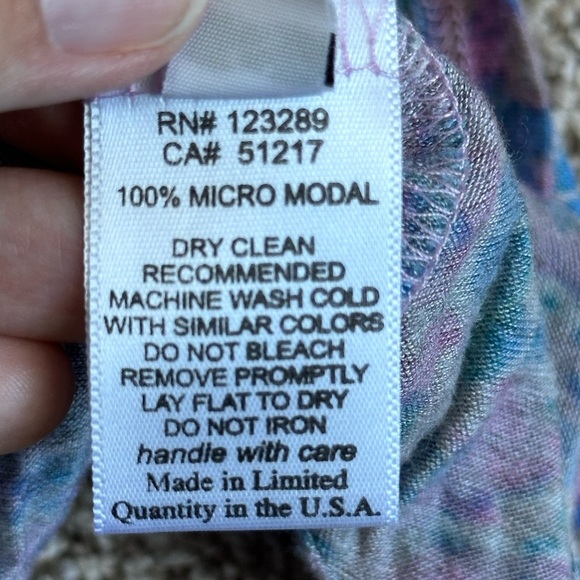 RN# 123289
CA# 51217
100% MICRO MODAL
DRY CLEAN
RECOMMENDED
MACHINE WASH COLD
WITH SIMILAR COLORS
DO NOT BLEACH
REMOVE PROMPTLY
LAY FLAT TO DRY
DO NOT IRON
handle with care
Made in Limited
Quantity in the U.S.A.